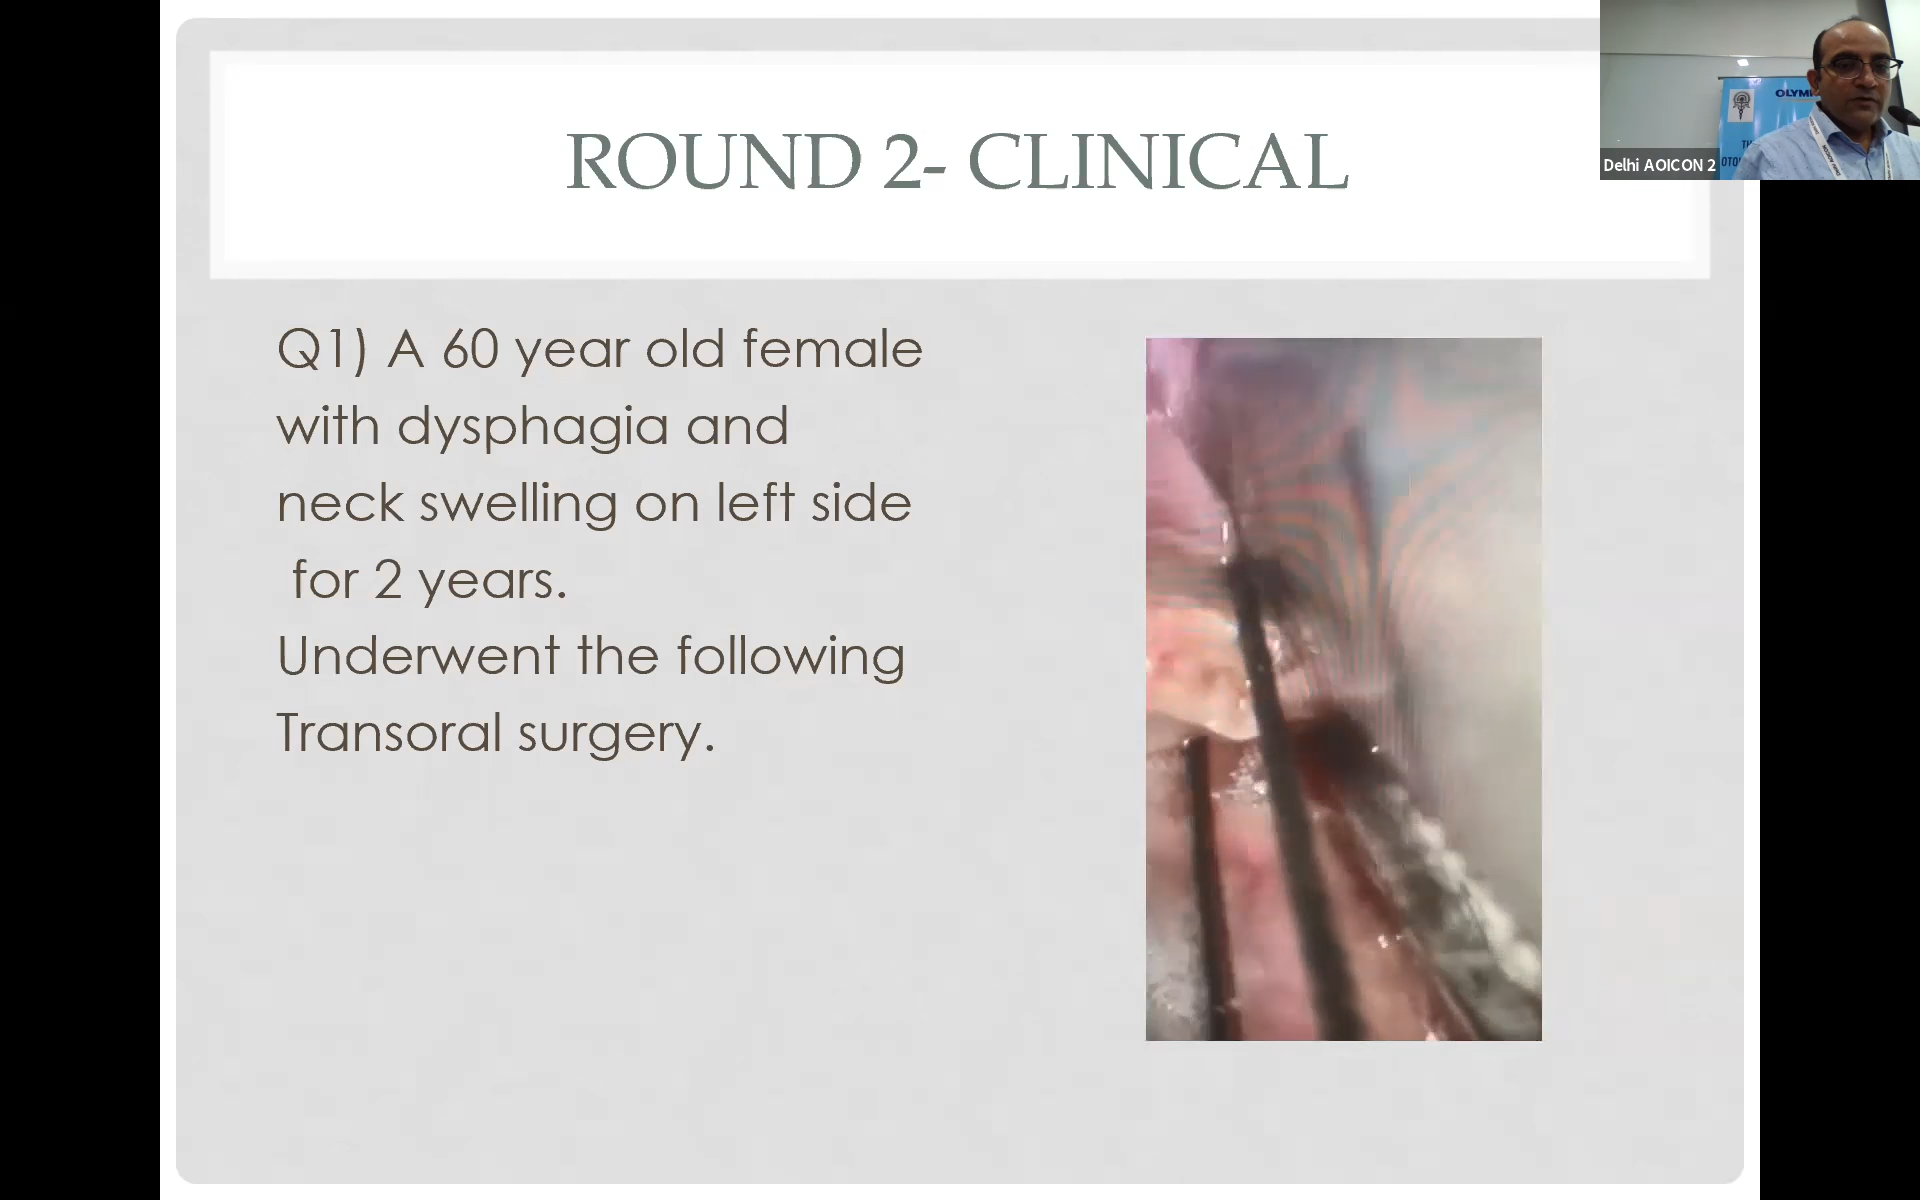 ROUND 2- CLINICAL
Q1) A 60 year old female
with dysphagia and
neck swelling on left side
for 2 years.
Underwent the following
Transoral surgery.
OLYM
Delhi AOICON 2